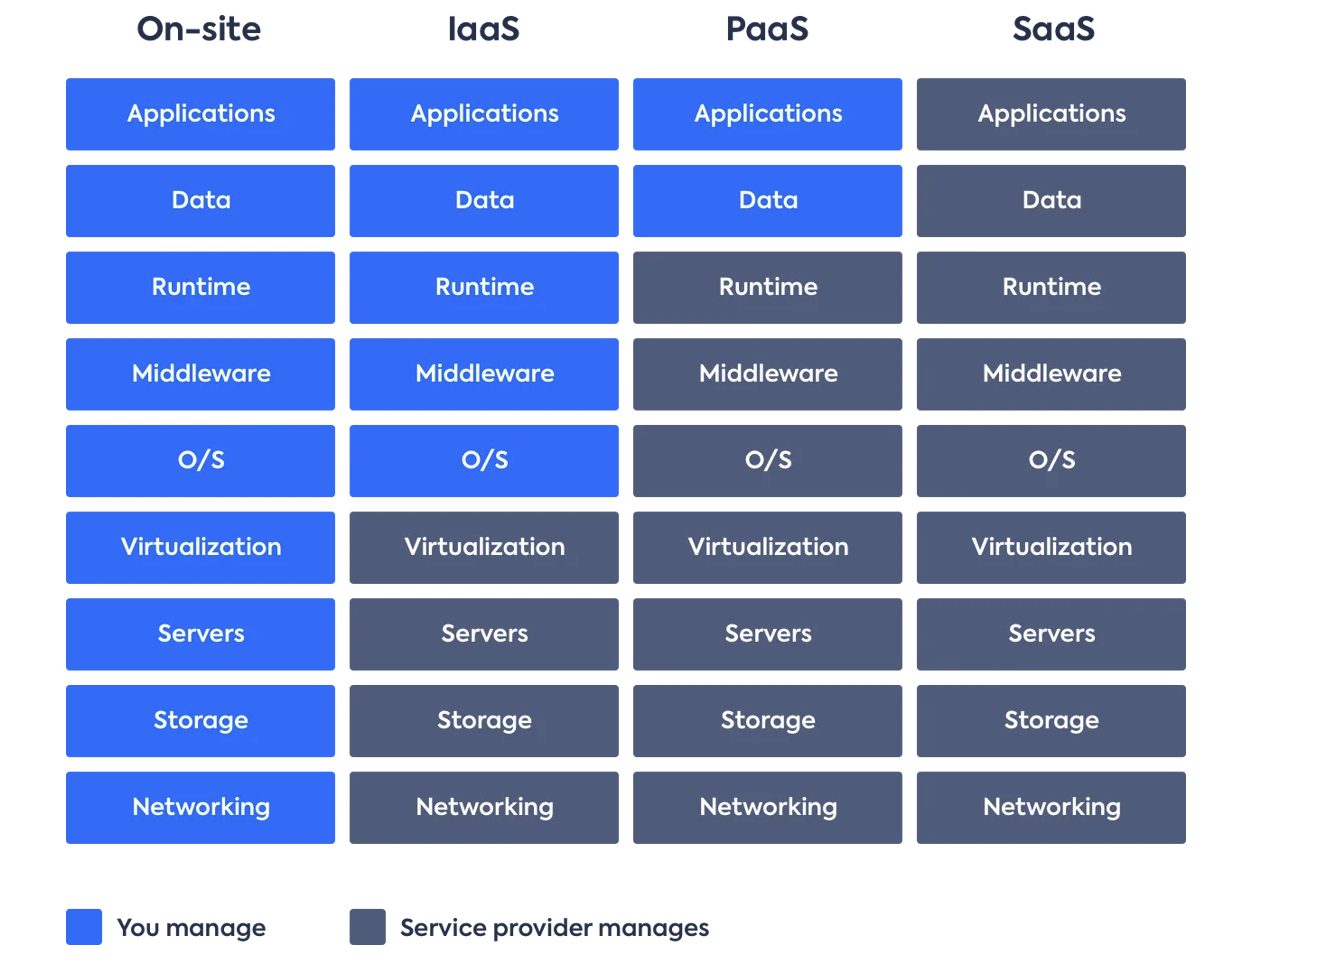 On-site IaaS PaaS SaaS
Applications Applications Applications Applications
Data Data Data Data
Runtime Runtime Runtime Runtime
Middleware Middleware Middleware Middleware
O/S O/S O/S O/S
Virtualization Virtualization Virtualization Virtualization
Servers Servers Servers Servers
Storage Storage Storage Storage
Networking Networking Networking Networking
You manage Service provider manages